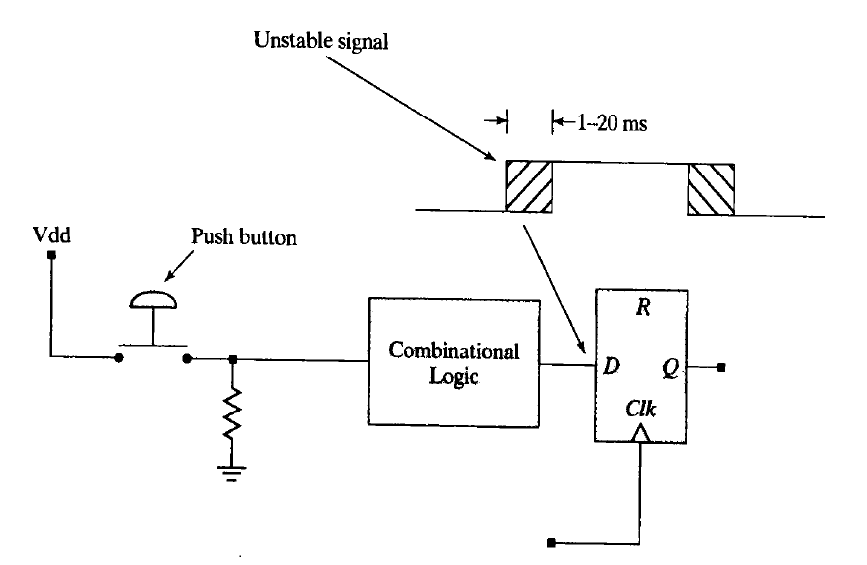 Unstable signal
1–20 ms
Vdd
Push button
R
Combinational
Logic
D
Q
Clk